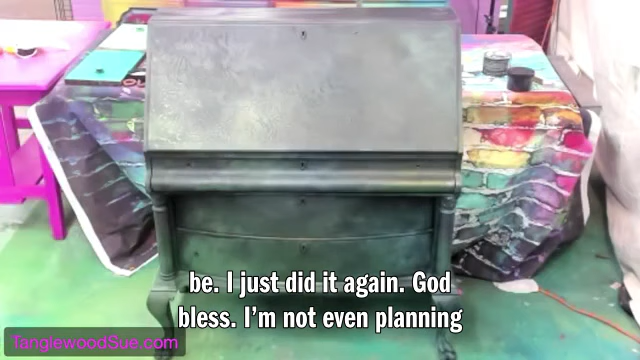 be. I just did it again. God
bless. I'm not even planning
TanglewoodSue.com